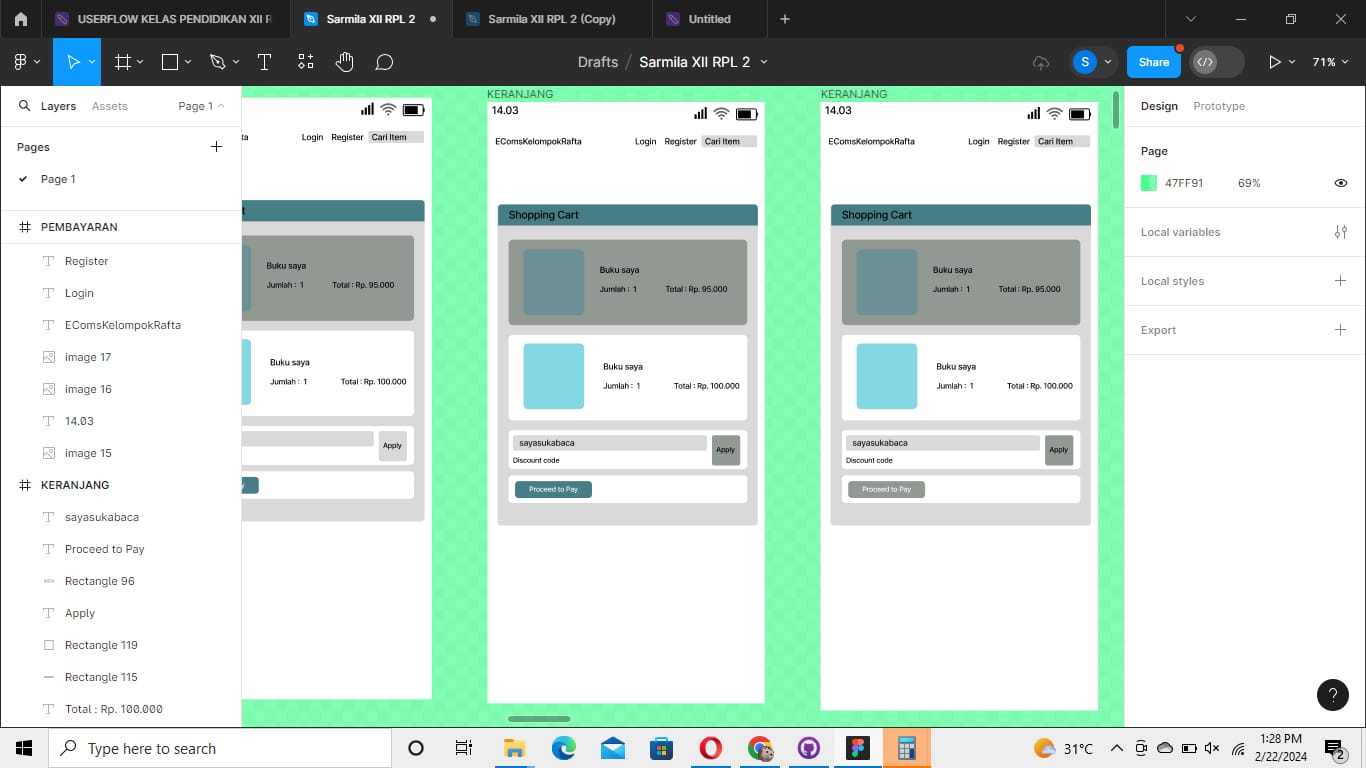 USERFLOW KELAS PENDIDIKAN XII R
Sarmila XII RPL 2
Sarmila XII RPL 2 (Copy)
Untitled
Drafts / Sarmila XII RPL 2
S
Share
71%
Layers
Assets
Page 1
Pages
Page 1
PEMBAYARAN
Register
Login
EComsKelompokRafta
image 17
image 16
14.03
image 15
KERANJANG
sayasukabaca
Proceed to Pay
Rectangle 96
Apply
Rectangle 119
Rectangle 115
Total : Rp. 100.000
Login Register Cari Item
Buku saya
Jumlah : 1 Total : Rp. 95.000
Buku saya
Jumlah : 1 Total : Rp. 100.000
Apply
KERANJANG
14.03
EComsKelompokRafta Login Register Cari Item
Shopping Cart
Buku saya
Jumlah : 1 Total : Rp. 95.000
Buku saya
Jumlah : 1 Total : Rp. 100.000
sayasukabaca
Apply
Discount code
Proceed to Pay
KERANJANG
14.03
EComsKelompokRafta Login Register Cari Item
Shopping Cart
Buku saya
Jumlah : 1 Total : Rp. 95.000
Buku saya
Jumlah : 1 Total : Rp. 100.000
sayasukabaca
Apply
Discount code
Proceed to Pay
Design
Prototype
Page
47FF91 69%
Local variables
Local styles
Export
?
Type here to search
31°C
1:28 PM
2/22/2024
2